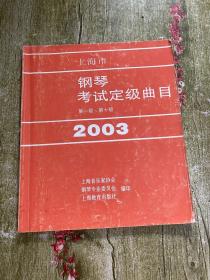 上海市
钢琴
考试定级曲目
第一级～第十级
2003
上海音乐家协会
钢琴专业委员会 编印
上海教育出版社